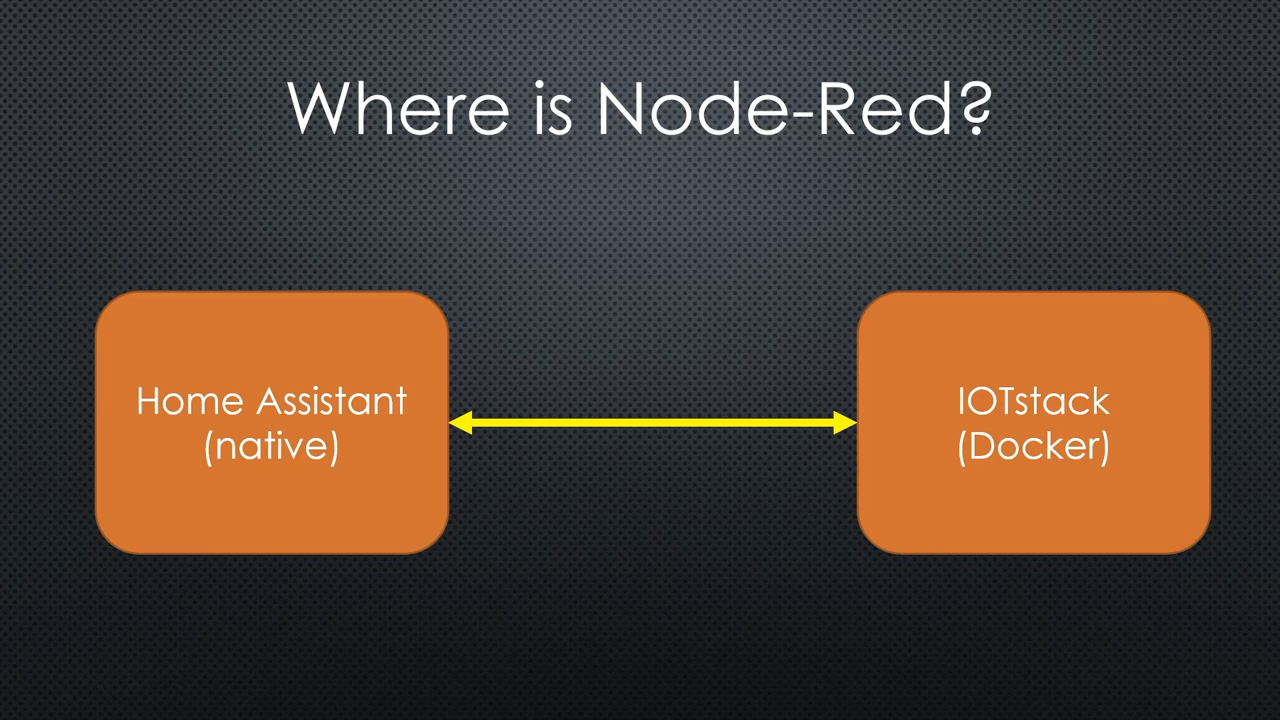 Where is Node-Red?
Home Assistant
(native)
IOTstack
(Docker)